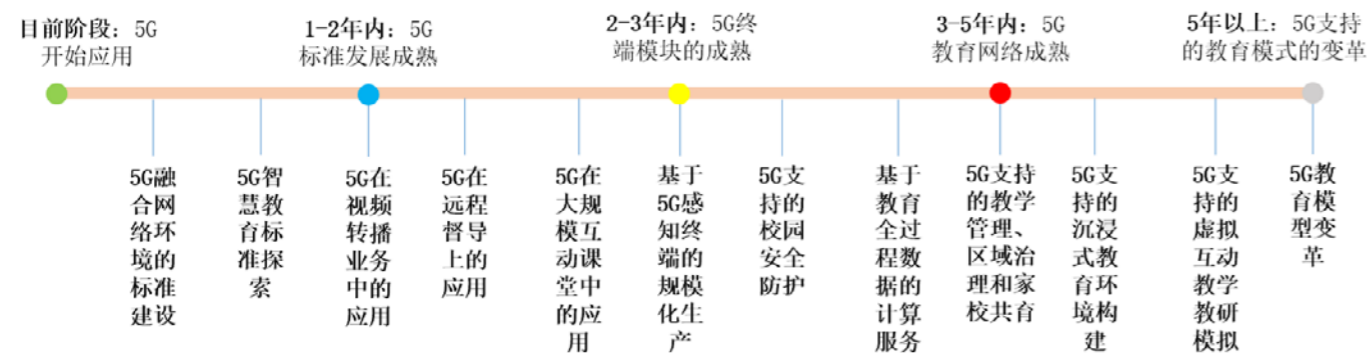 目前阶段：5G
开始应用
1-2年内：5G
标准发展成熟
2-3年内：5G终
端模块的成熟
3-5年内：5G
教育网络成熟
5年以上：5G支持
的教育模式的变革
5G融
合网
络环
境的
标准
建设
5G智
慧教
育标
准探
索
5G在
视频
转播
业务
中的
应用
5G在
远程
督导
上的
应用
5G在
大规
模互
动课
堂中
的应
用
基于
5G感
知终
端的
规模
化生
产
5G支
持的
校园
安全
防护
基于
教育
全过
程数
据的
计算
服务
5G支持
的教学
管理、
区域治
理和家
校共育
5G支
持的
沉浸
式教
育环
境构
建
5G支
持的
虚拟
互动
教学
教研
模拟
5G教
育模
型变
革